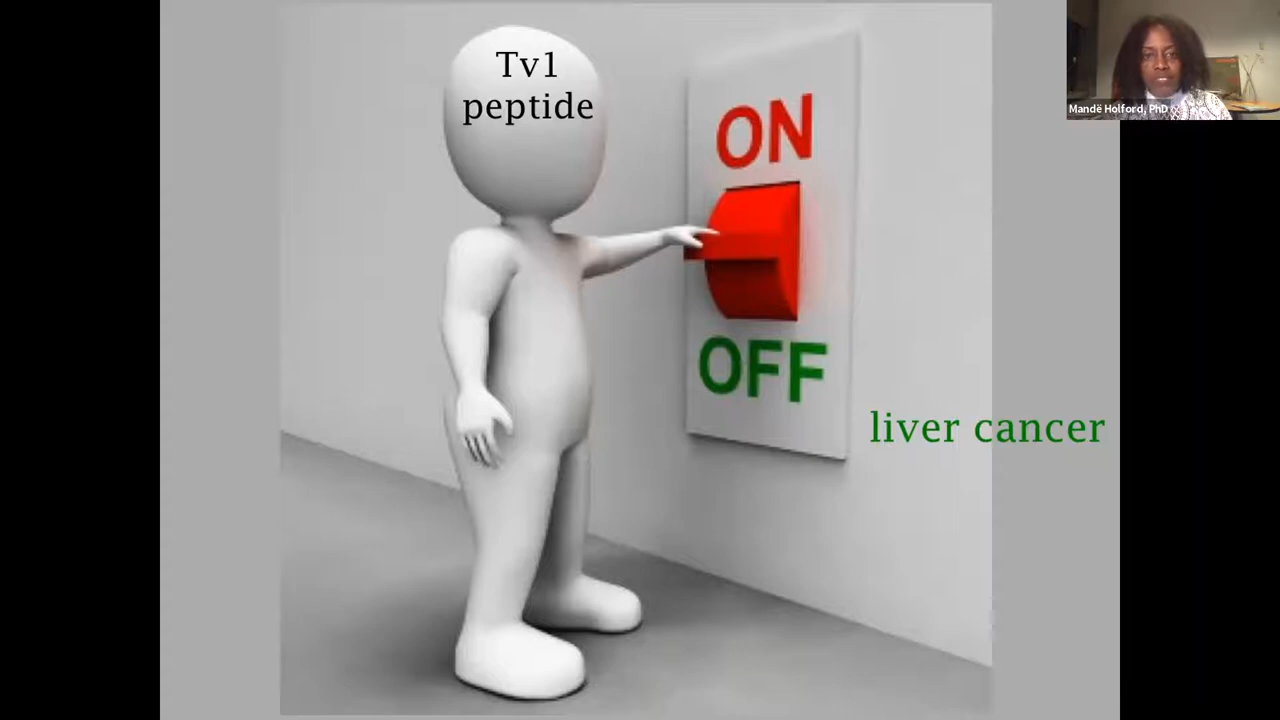 Tv1
peptide
ON
OFF
liver cancer
Mandë Holford, PhD